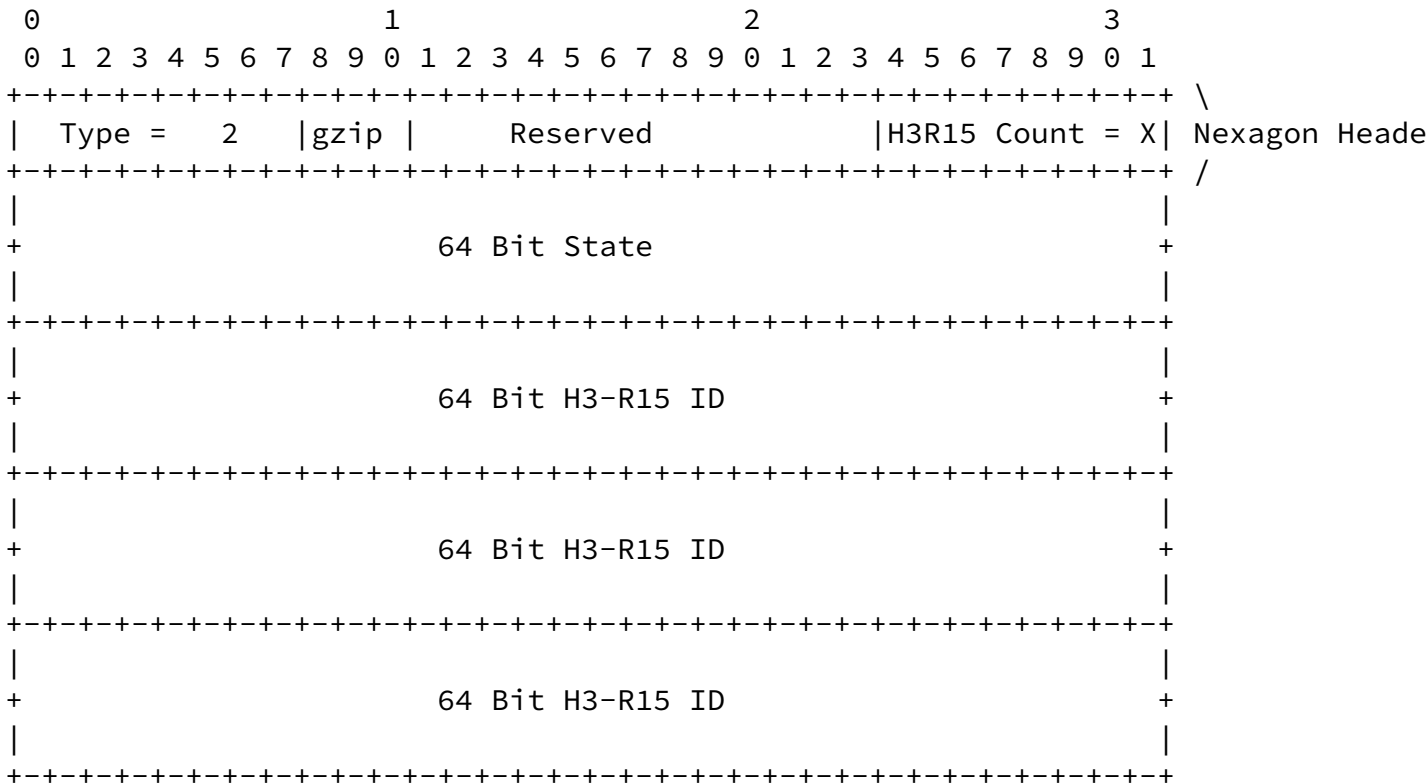 0                   1                   2                   3
 0 1 2 3 4 5 6 7 8 9 0 1 2 3 4 5 6 7 8 9 0 1 2 3 4 5 6 7 8 9 0 1
+-+-+-+-+-+-+-+-+-+-+-+-+-+-+-+-+-+-+-+-+-+-+-+-+-+-+-+-+-+-+-+-+ \
|  Type =   2   |gzip |     Reserved            |H3R15 Count = X| Nexagon Heade
+-+-+-+-+-+-+-+-+-+-+-+-+-+-+-+-+-+-+-+-+-+-+-+-+-+-+-+-+-+-+-+-+ /
|                                                               |
+                       64 Bit State                            +
|                                                               |
+-+-+-+-+-+-+-+-+-+-+-+-+-+-+-+-+-+-+-+-+-+-+-+-+-+-+-+-+-+-+-+-+
|                                                               |
+                       64 Bit H3-R15 ID                        +
|                                                               |
+-+-+-+-+-+-+-+-+-+-+-+-+-+-+-+-+-+-+-+-+-+-+-+-+-+-+-+-+-+-+-+-+
|                                                               |
+                       64 Bit H3-R15 ID                        +
|                                                               |
+-+-+-+-+-+-+-+-+-+-+-+-+-+-+-+-+-+-+-+-+-+-+-+-+-+-+-+-+-+-+-+-+
|                                                               |
+                       64 Bit H3-R15 ID                        +
|                                                               |
+-+-+-+-+-+-+-+-+-+-+-+-+-+-+-+-+-+-+-+-+-+-+-+-+-+-+-+-+-+-+-+-+